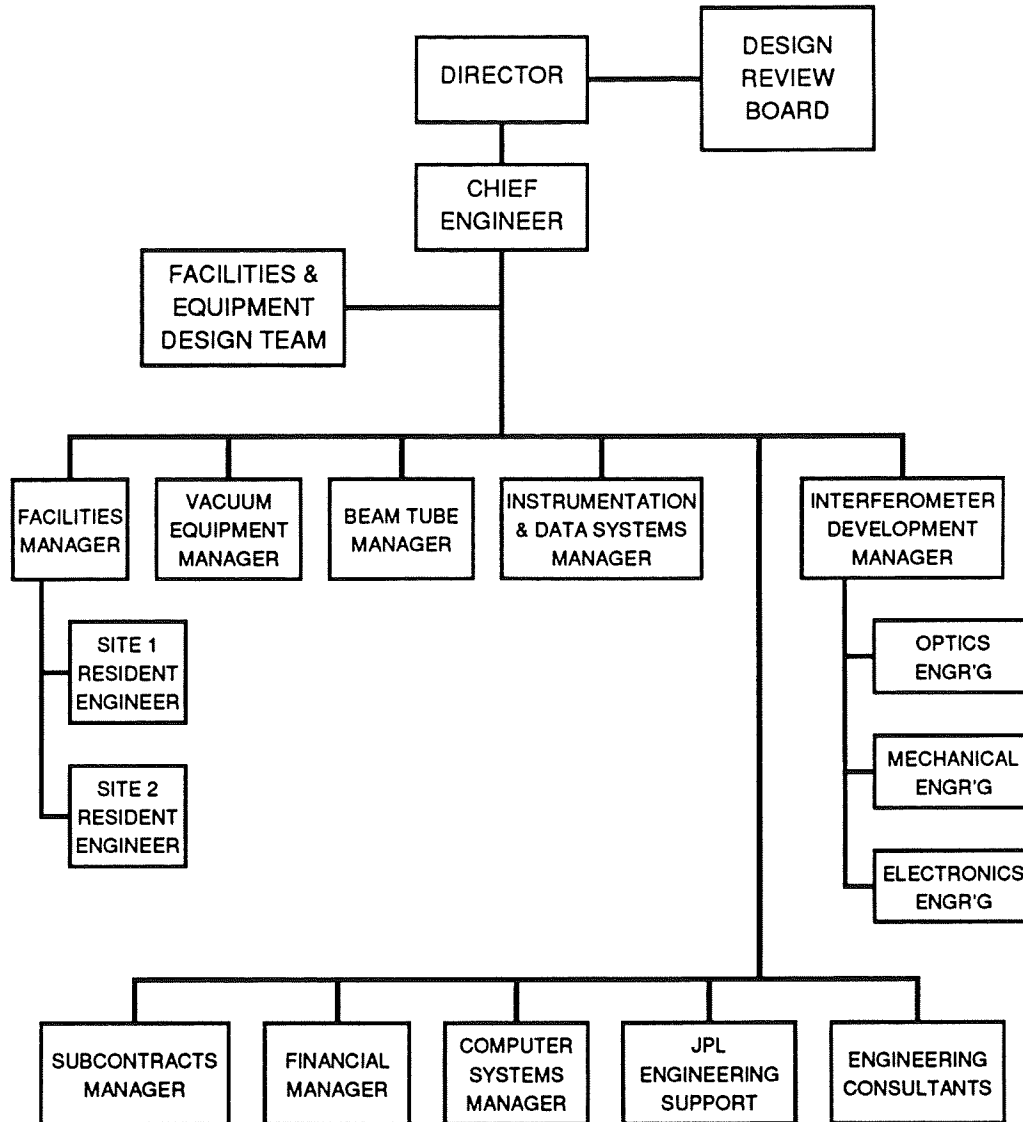 DIRECTOR
DESIGN
REVIEW
BOARD
CHIEF
ENGINEER
FACILITIES &
EQUIPMENT
DESIGN TEAM
FACILITIES
MANAGER
VACUUM
EQUIPMENT
MANAGER
BEAM TUBE
MANAGER
INSTRUMENTATION
& DATA SYSTEMS
MANAGER
INTERFEROMETER
DEVELOPMENT
MANAGER
SITE 1
RESIDENT
ENGINEER
SITE 2
RESIDENT
ENGINEER
OPTICS
ENGR'G
MECHANICAL
ENGR'G
ELECTRONICS
ENGR'G
SUBCONTRACTS
MANAGER
FINANCIAL
MANAGER
COMPUTER
SYSTEMS
MANAGER
JPL
ENGINEERING
SUPPORT
ENGINEERING
CONSULTANTS